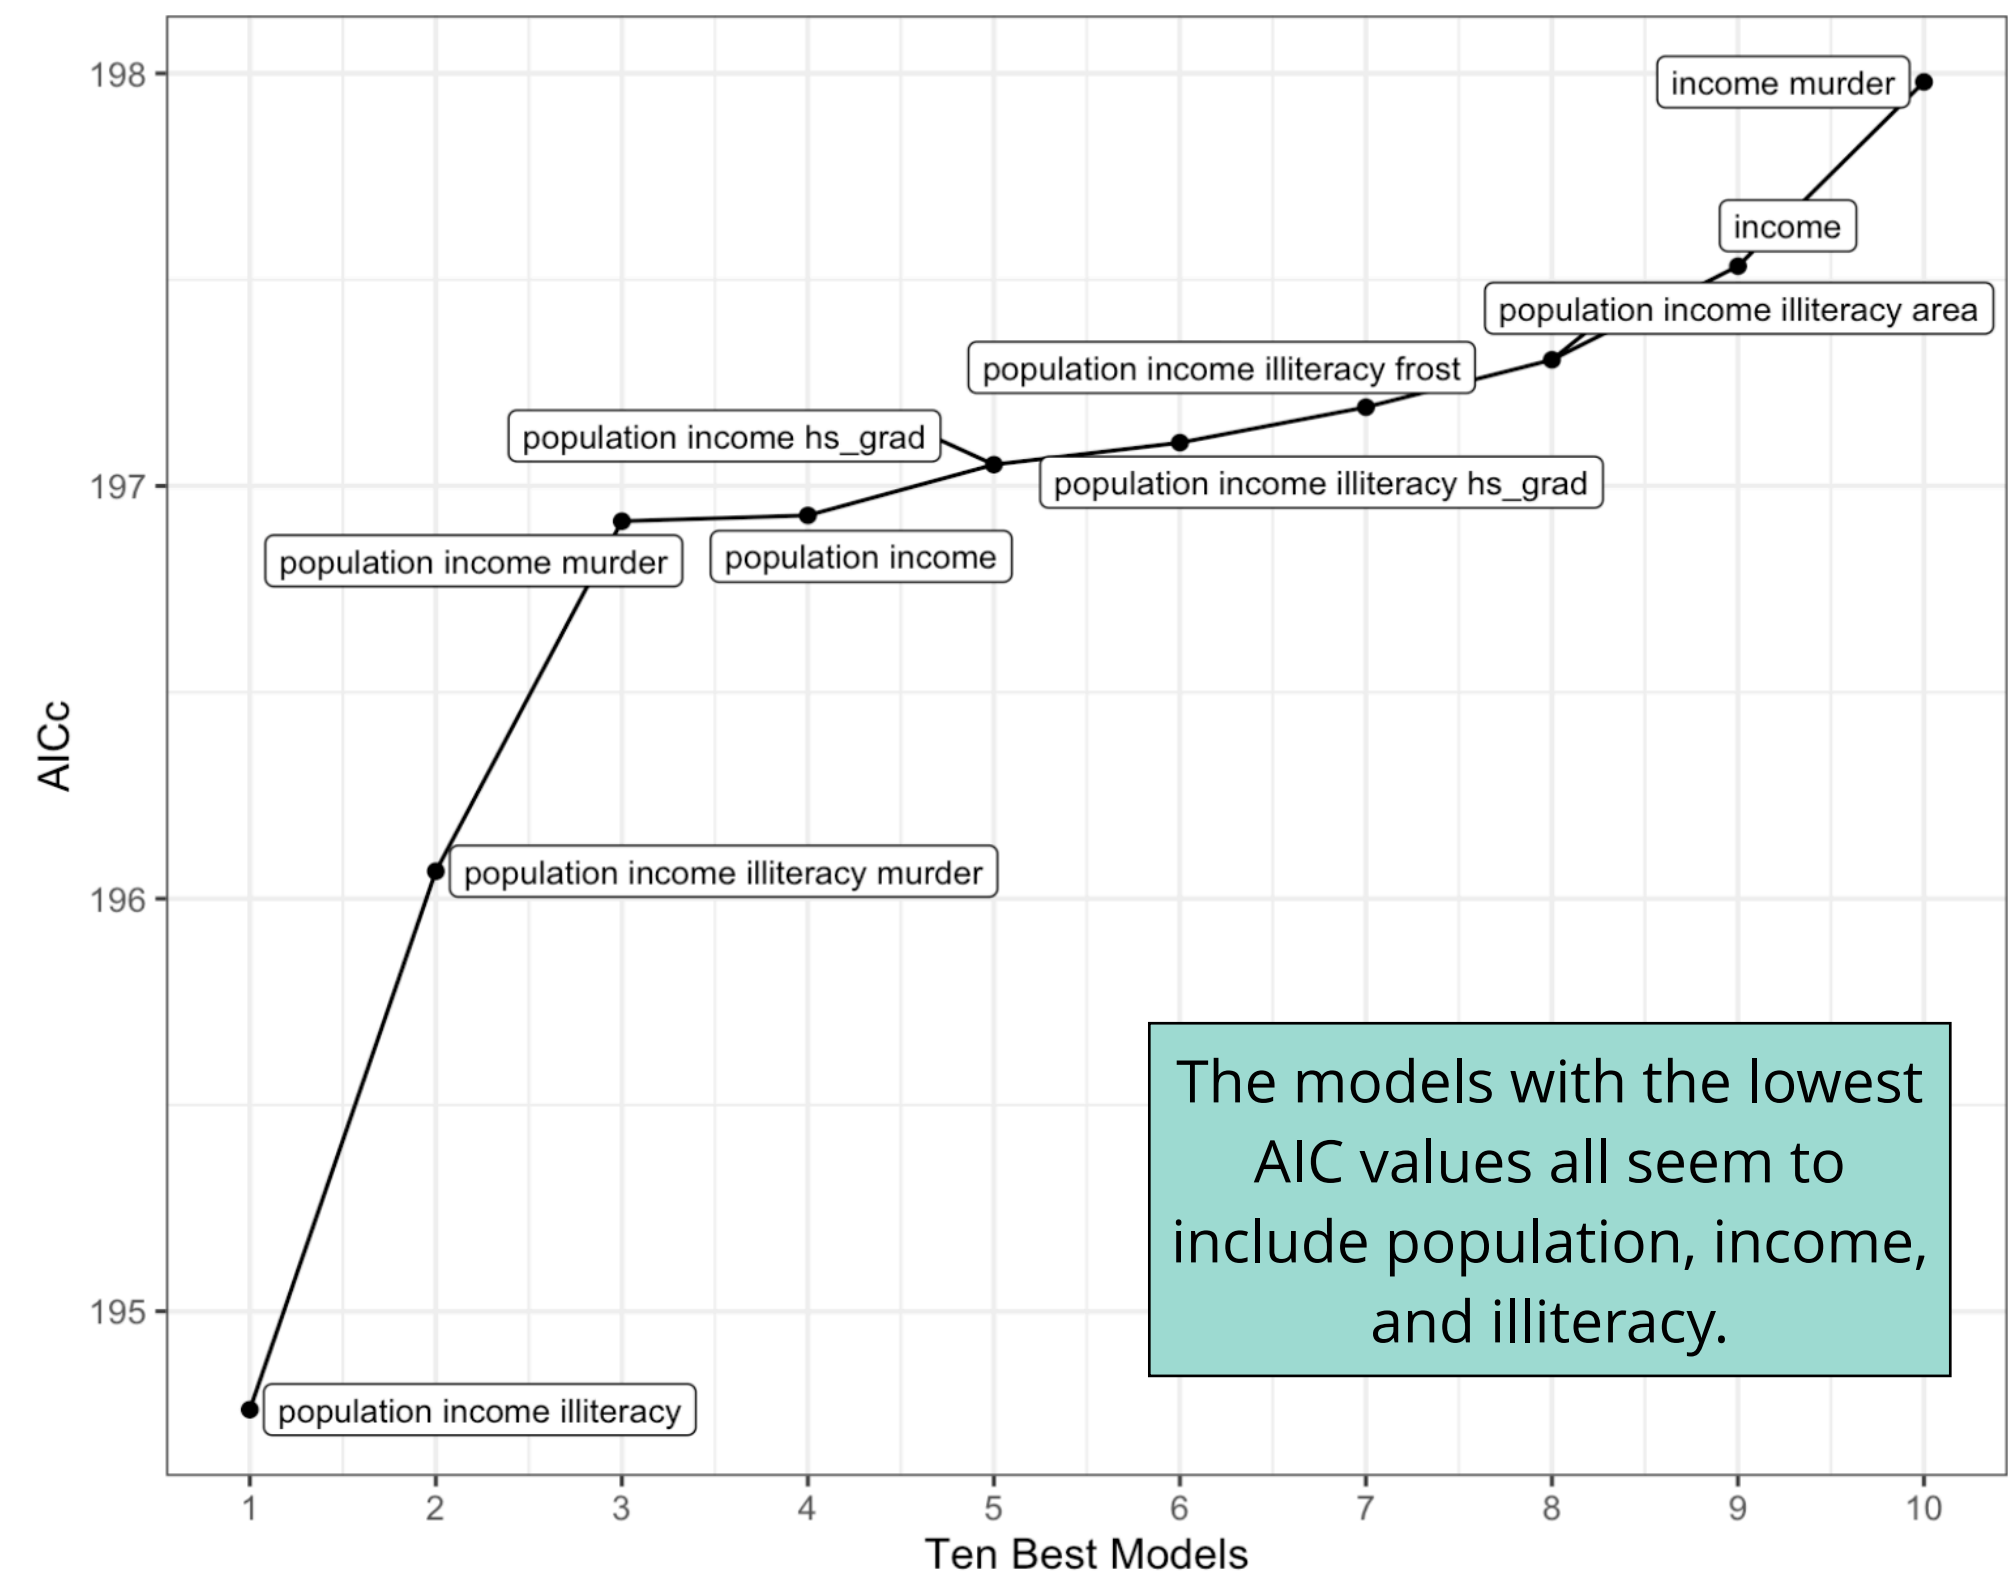 198
income murder
income
population income illiteracy area
population income illiteracy frost
population income hs_grad
197
population income illiteracy hs_grad
population income murder
population income
AICc
population income illiteracy murder
196
The models with the lowest
AIC values all seem to
include population, income,
and illiteracy.
195
population income illiteracy
1 2 3 4 5 6 7 8 9 10
Ten Best Models